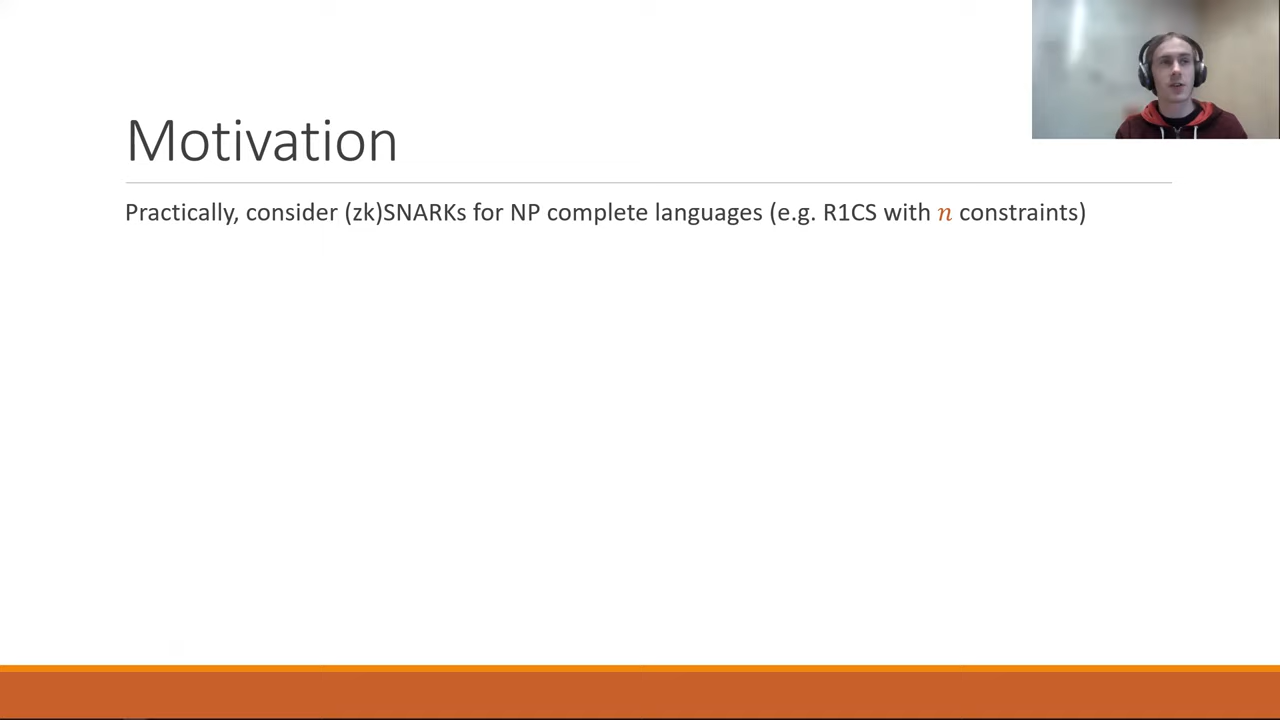 Motivation
Practically, consider (zk)SNARKs for NP complete languages (e.g. R1CS with n constraints)